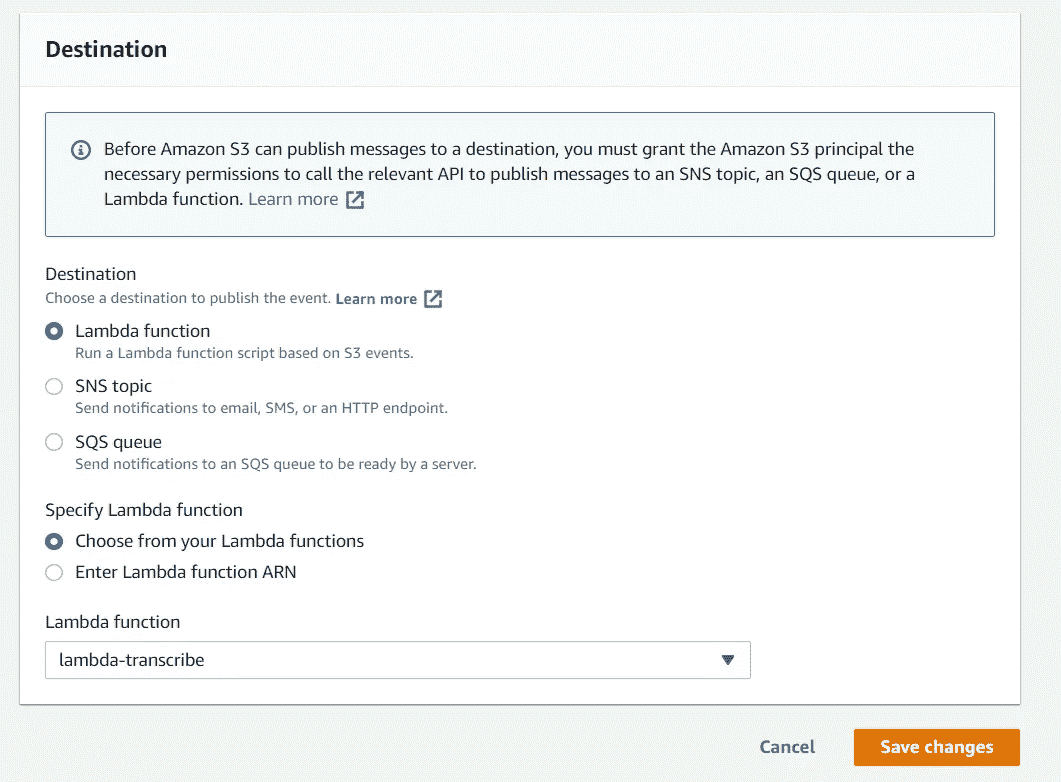 Destination
Before Amazon S3 can publish messages to a destination, you must grant the Amazon S3 principal the
necessary permissions to call the relevant API to publish messages to an SNS topic, an SQS queue, or a
Lambda function. Learn more
Destination
Choose a destination to publish the event. Learn more
Lambda function
Run a Lambda function script based on S3 events.
SNS topic
Send notifications to email, SMS, or an HTTP endpoint.
SQS queue
Send notifications to an SQS queue to be ready by a server.
Specify Lambda function
Choose from your Lambda functions
Enter Lambda function ARN
Lambda function
lambda-transcribe
Cancel Save changes